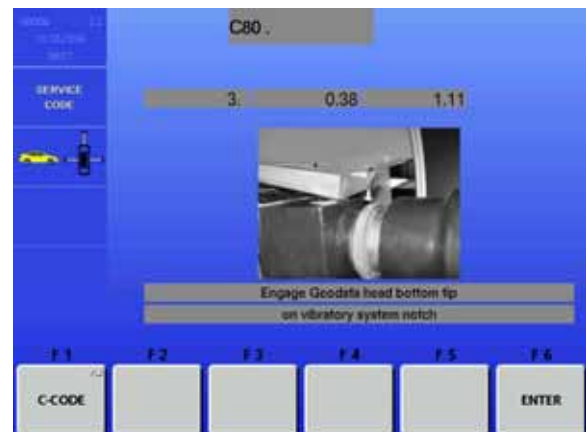 C80 .
SERVICE
CODE
3. 0.38 1.11
Engage Geodata head bottom tip
on vibratory system notch
F 1 F 2 F 3 F 4 F 5 F 6
C-CODE ENTER